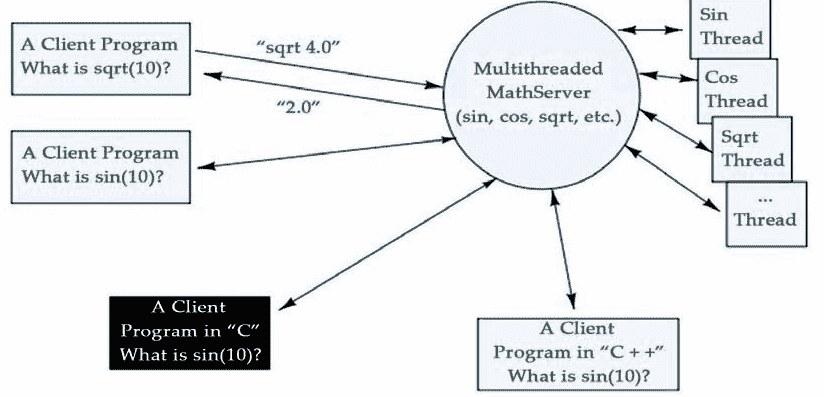 A Client Program
What is sqrt(10)?
"sqrt 4.0"
"2.0"
Multithreaded
MathServer
(sin, cos, sqrt, etc.)
Sin
Thread
Cos
Thread
Sqrt
Thread
...
Thread
A Client Program
What is sin(10)?
A Client
Program in "C"
What is sin(10)?
A Client
Program in "C + +"
What is sin(10)?